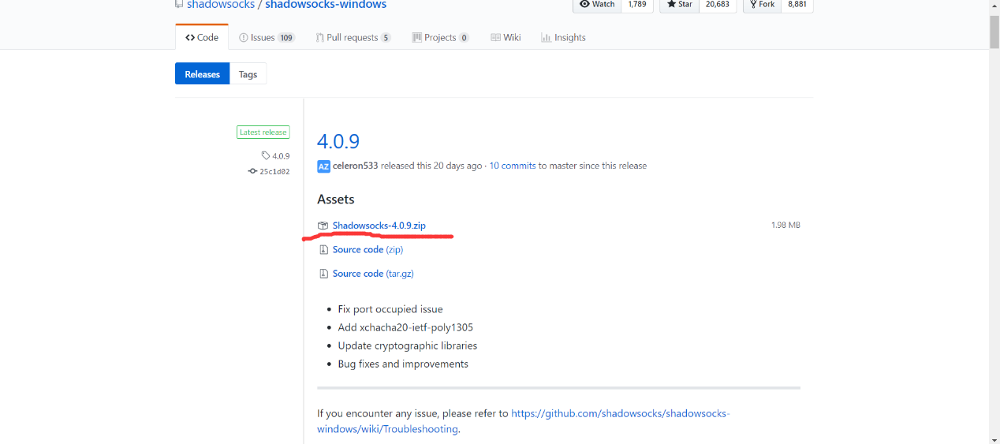 shadowsocks / shadowsocks-windows
Watch 1,789 Star 20,683 Fork 8,881
Code Issues 109 Pull requests 5 Projects 0 Wiki Insights
Releases Tags
Latest release
4.0.9
25c1d02
4.0.9
AZ celeron533 released this 20 days ago · 10 commits to master since this release
Assets
Shadowsocks-4.0.9.zip 1.98 MB
Source code (zip)
Source code (tar.gz)
Fix port occupied issue
Add xchacha20-ietf-poly1305
Update cryptographic libraries
Bug fixes and improvements
If you encounter any issue, please refer to https://github.com/shadowsocks/shadowsocks-
windows/wiki/Troubleshooting.